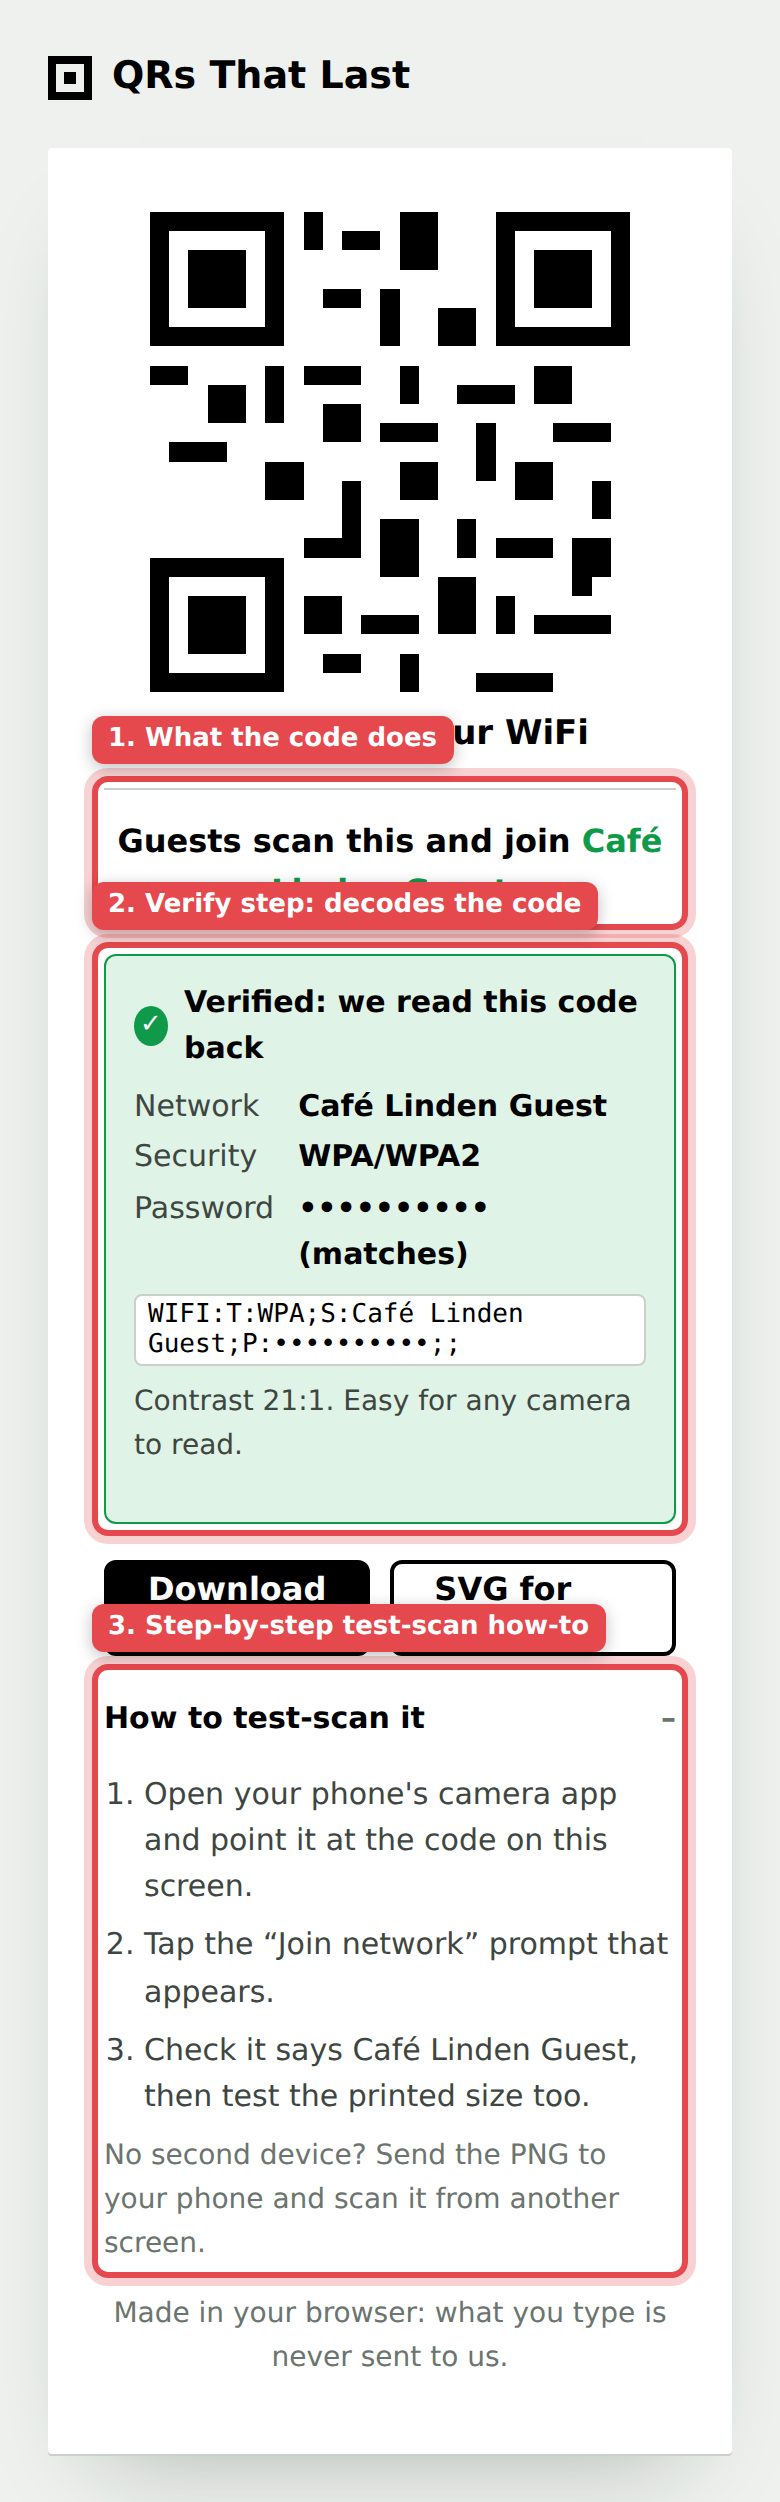 QRs That Last
1. What the code does
ur WiFi
Guests scan this and join Café
2. Verify step: decodes the code
✓ Verified: we read this code
back
Network Café Linden Guest
Security WPA/WPA2
Password ••••••••••
(matches)
WIFI:T:WPA;S:Café Linden
Guest;P:••••••••••;;
Contrast 21:1. Easy for any camera
to read.
Download
SVG for
3. Step-by-step test-scan how-to
How to test-scan it –
1. Open your phone's camera app
and point it at the code on this
screen.
2. Tap the “Join network” prompt that
appears.
3. Check it says Café Linden Guest,
then test the printed size too.
No second device? Send the PNG to
your phone and scan it from another
screen.
Made in your browser: what you type is
never sent to us.